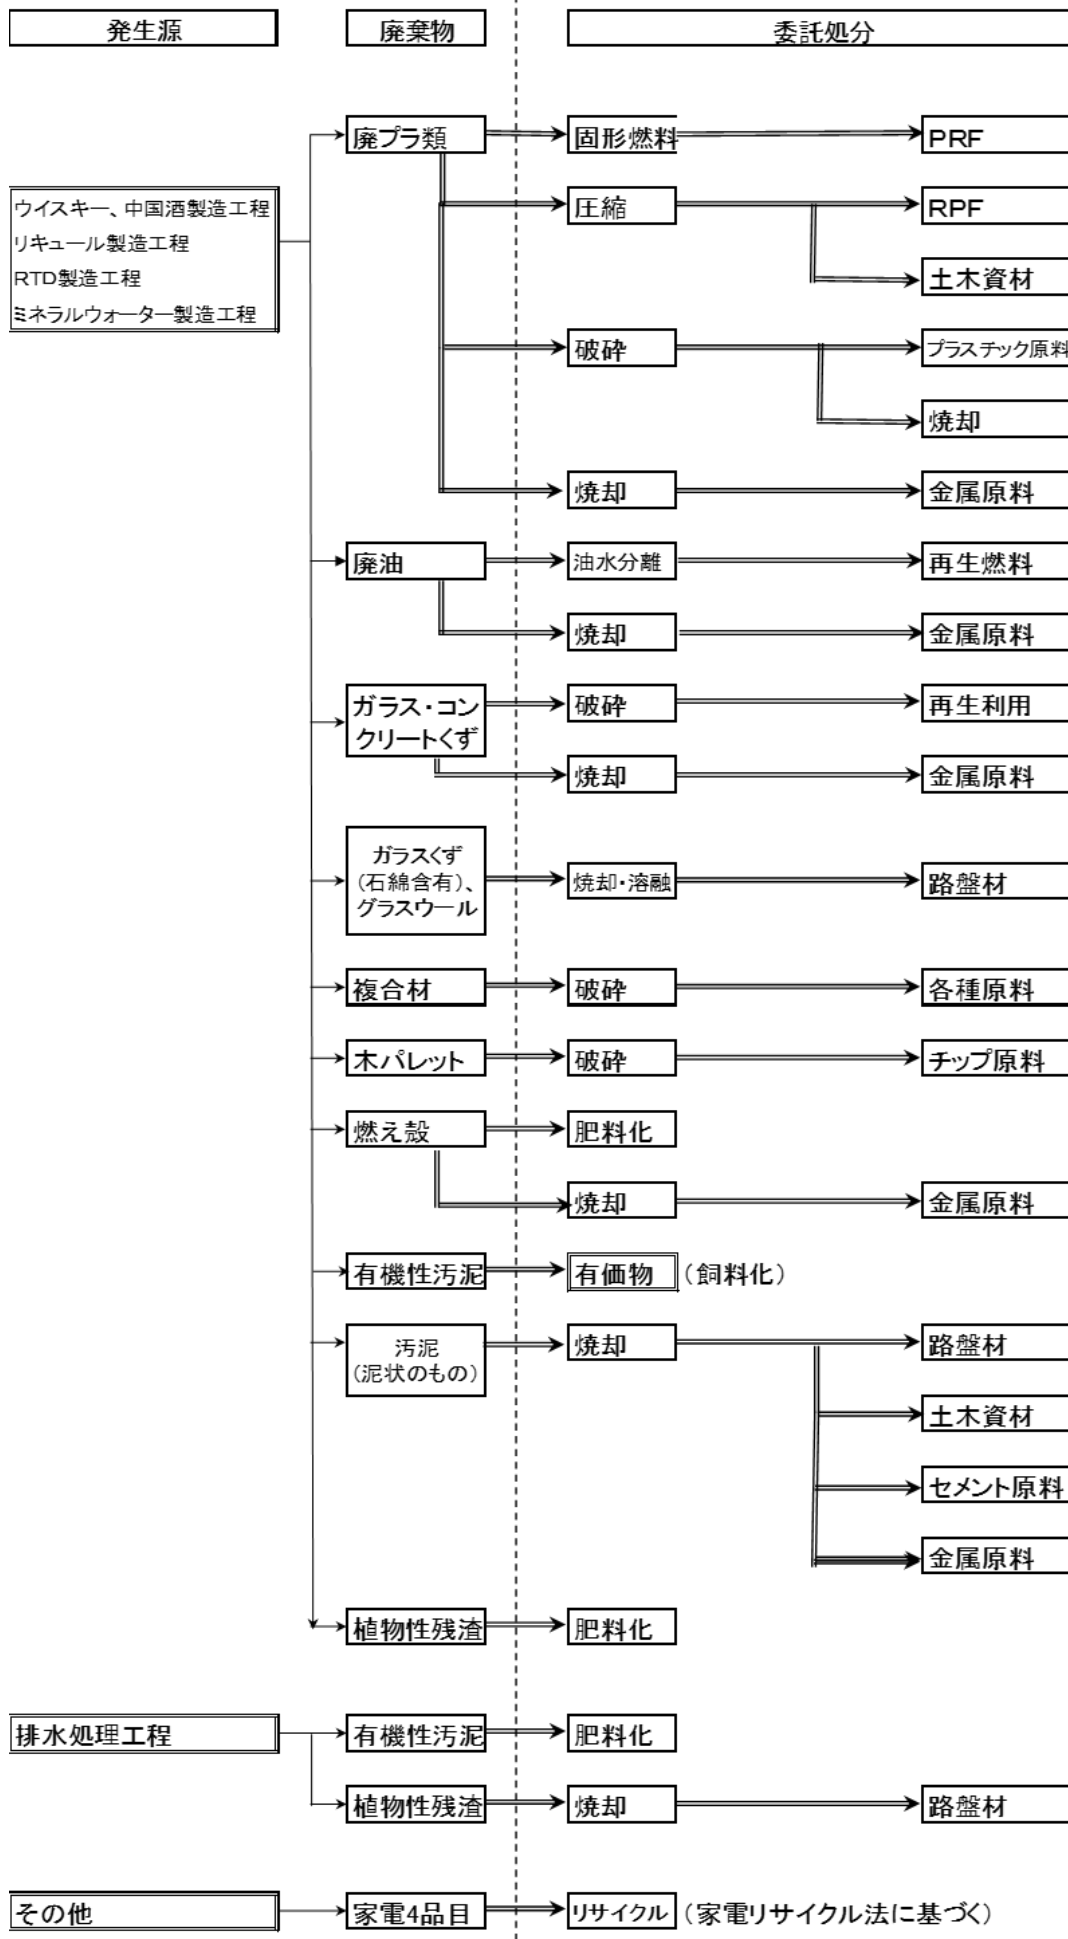 発生源
廃棄物
委託処分
廃プラ類
固形燃料
PRF
ウイスキー、中国酒製造工程
リキュール製造工程
RTD製造工程
ミネラルウォーター製造工程
圧縮
RPF
土木資材
破砕
プラスチック原料
焼却
焼却
金属原料
廃油
油水分離
再生燃料
焼却
金属原料
ガラス・コン
クリートくず
破砕
再生利用
焼却
金属原料
ガラスくず
(石綿含有)、
グラスウール
焼却・溶融
路盤材
複合材
破砕
各種原料
木パレット
破砕
チップ原料
燃え殻
肥料化
焼却
金属原料
有機性汚泥
有価物
(飼料化)
汚泥
(泥状のもの)
焼却
路盤材
土木資材
セメント原料
金属原料
植物性残渣
肥料化
排水処理工程
有機性汚泥
肥料化
植物性残渣
焼却
路盤材
その他
家電4品目
リサイクル
(家電リサイクル法に基づく)